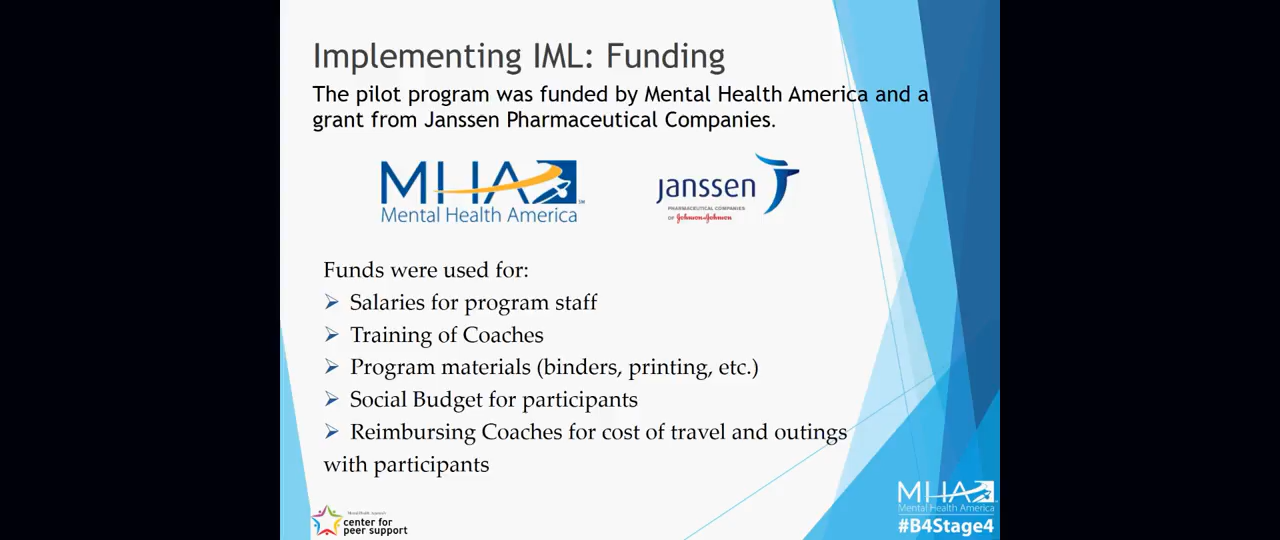 Implementing IML: Funding
The pilot program was funded by Mental Health America and a
grant from Janssen Pharmaceutical Companies.
MHA
Mental Health America
janssen
PHARMACEUTICAL COMPANIES
OF Johnson & Johnson
Funds were used for:
➢ Salaries for program staff
➢ Training of Coaches
➢ Program materials (binders, printing, etc.)
➢ Social Budget for participants
➢ Reimbursing Coaches for cost of travel and outings
with participants
Mental Health America's
center for
peer support
MHA
Mental Health America
#B4Stage4